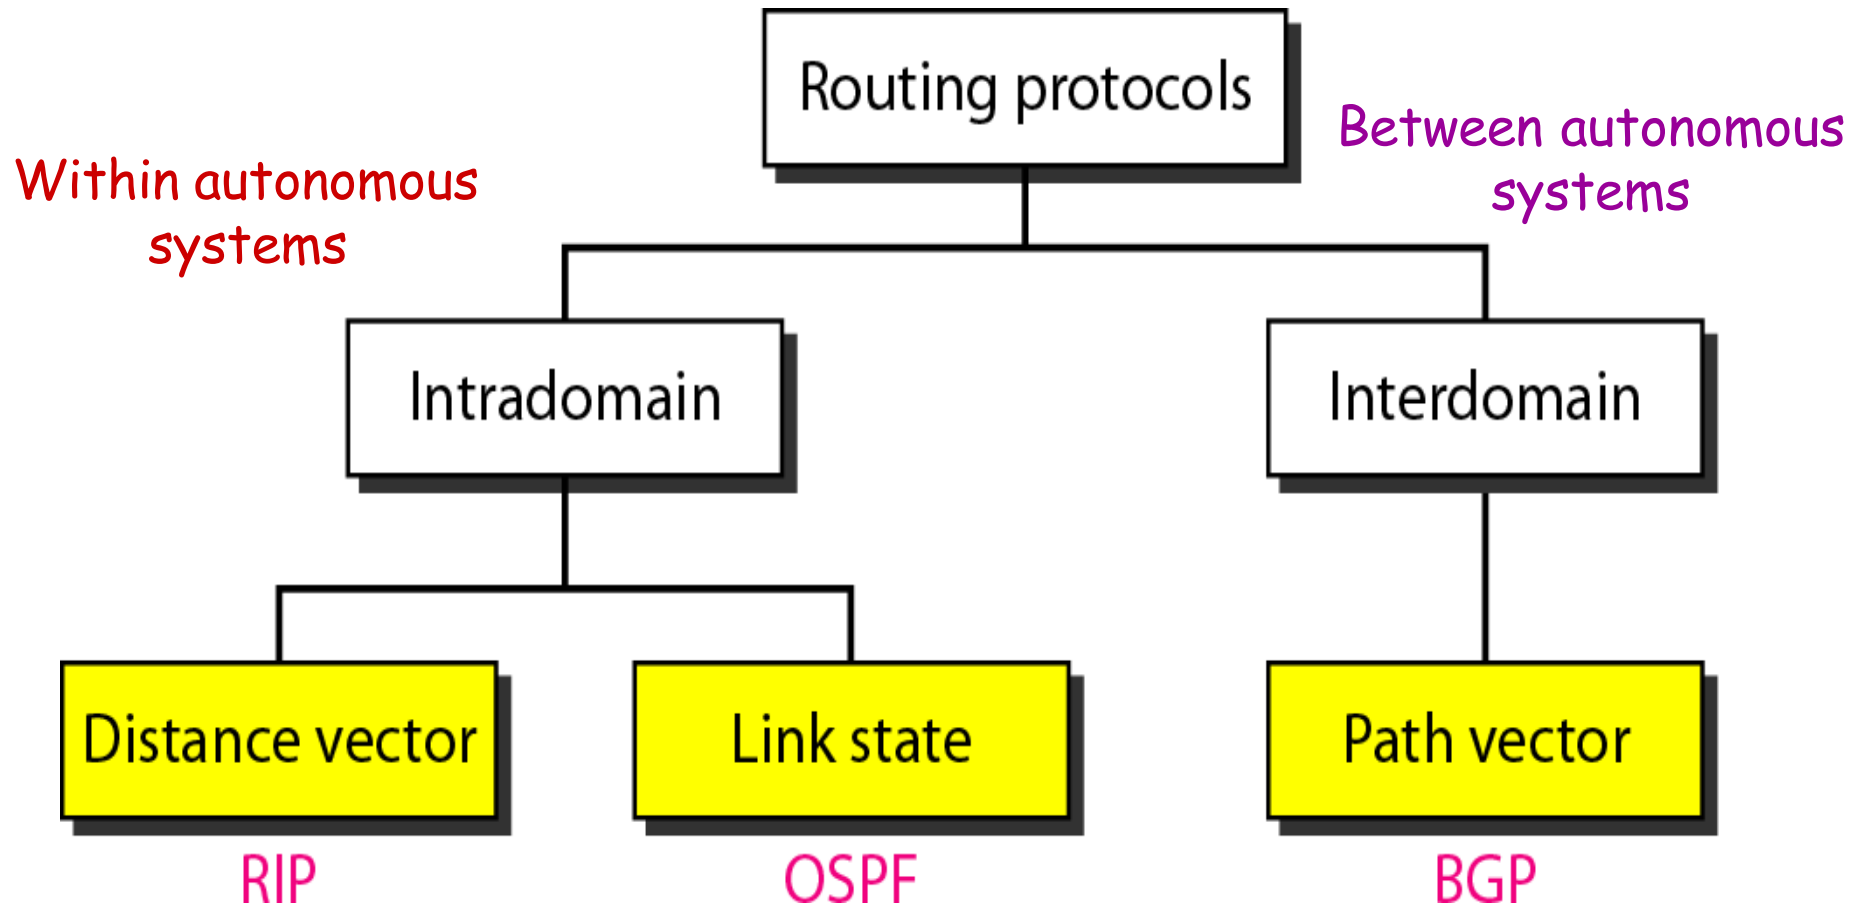 Routing protocols
Within autonomous
systems
Between autonomous
systems
Intradomain
Interdomain
Distance vector
Link state
Path vector
RIP
OSPF
BGP